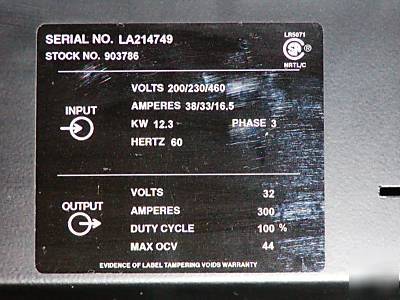 SERIAL NO. LA214749
STOCK NO. 903786
LR5071
NRTL/C
INPUT
VOLTS 200/230/460
AMPERES 38/33/16.5
KW 12.3 PHASE 3
HERTZ 60
OUTPUT
VOLTS 32
AMPERES 300
DUTY CYCLE 100 %
MAX OCV 44
EVIDENCE OF LABEL TAMPERING VOIDS WARRANTY